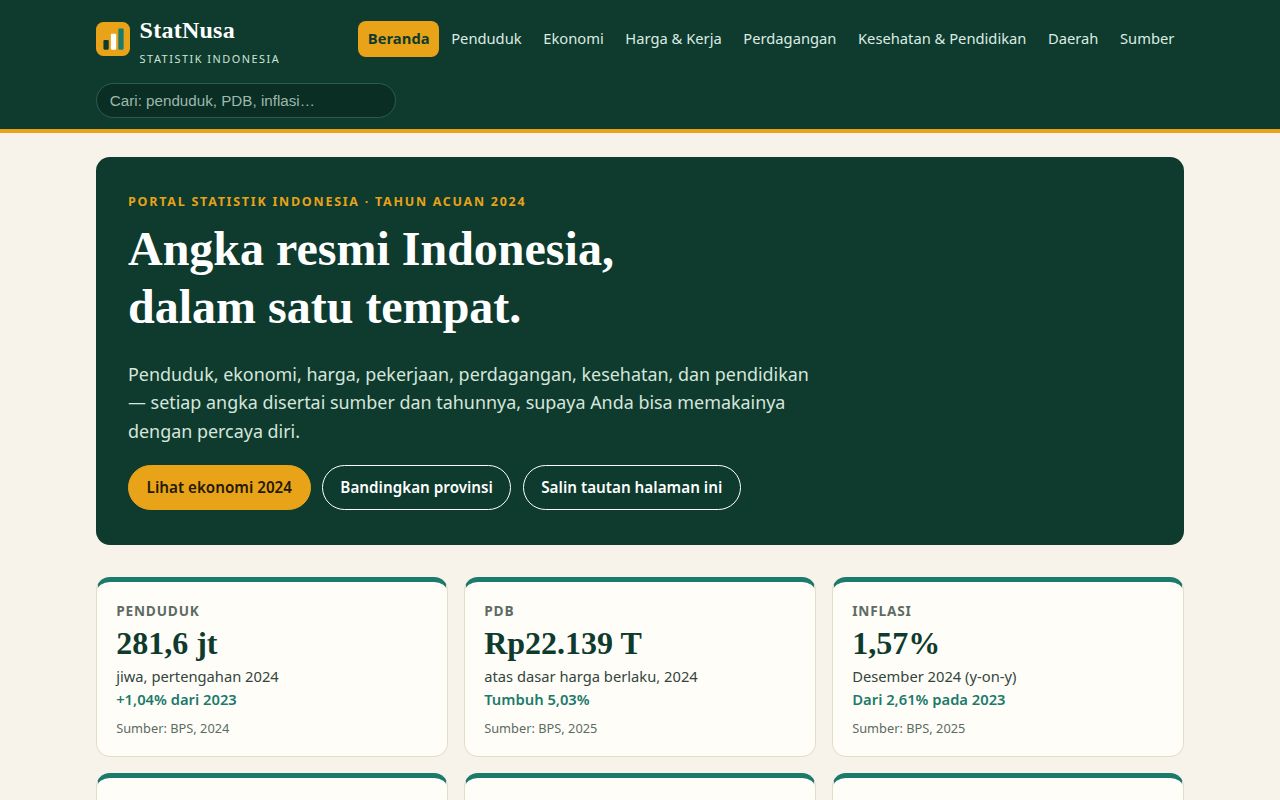 StatNusa
STATISTIK INDONESIA
Beranda
Penduduk
Ekonomi
Harga & Kerja
Perdagangan
Kesehatan & Pendidikan
Daerah
Sumber
Cari: penduduk, PDB, inflasi…
PORTAL STATISTIK INDONESIA · TAHUN ACUAN 2024
Angka resmi Indonesia,
dalam satu tempat.
Penduduk, ekonomi, harga, pekerjaan, perdagangan, kesehatan, dan pendidikan
— setiap angka disertai sumber dan tahunnya, supaya Anda bisa memakainya
dengan percaya diri.
Lihat ekonomi 2024
Bandingkan provinsi
Salin tautan halaman ini
PENDUDUK
281,6 jt
jiwa, pertengahan 2024
+1,04% dari 2023
Sumber: BPS, 2024
PDB
Rp22.139 T
atas dasar harga berlaku, 2024
Tumbuh 5,03%
Sumber: BPS, 2025
INFLASI
1,57%
Desember 2024 (y-on-y)
Dari 2,61% pada 2023
Sumber: BPS, 2025